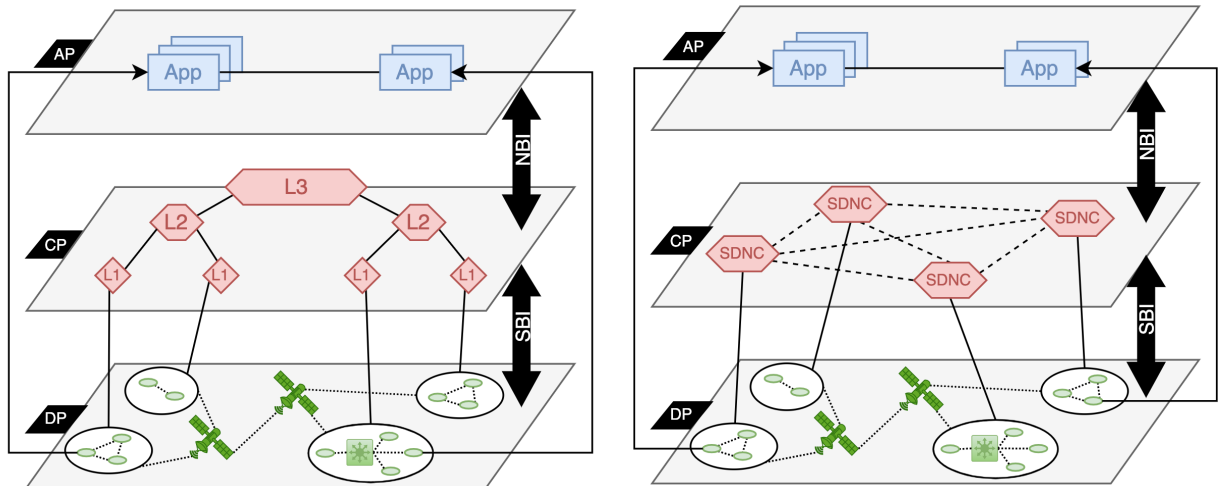 AP
App
App
NBI
L3
L2
L2
CP
L1
L1
L1
L1
SBI
DP
AP
App
App
NBI
SDNC
SDNC
CP
SDNC
SDNC
SBI
DP